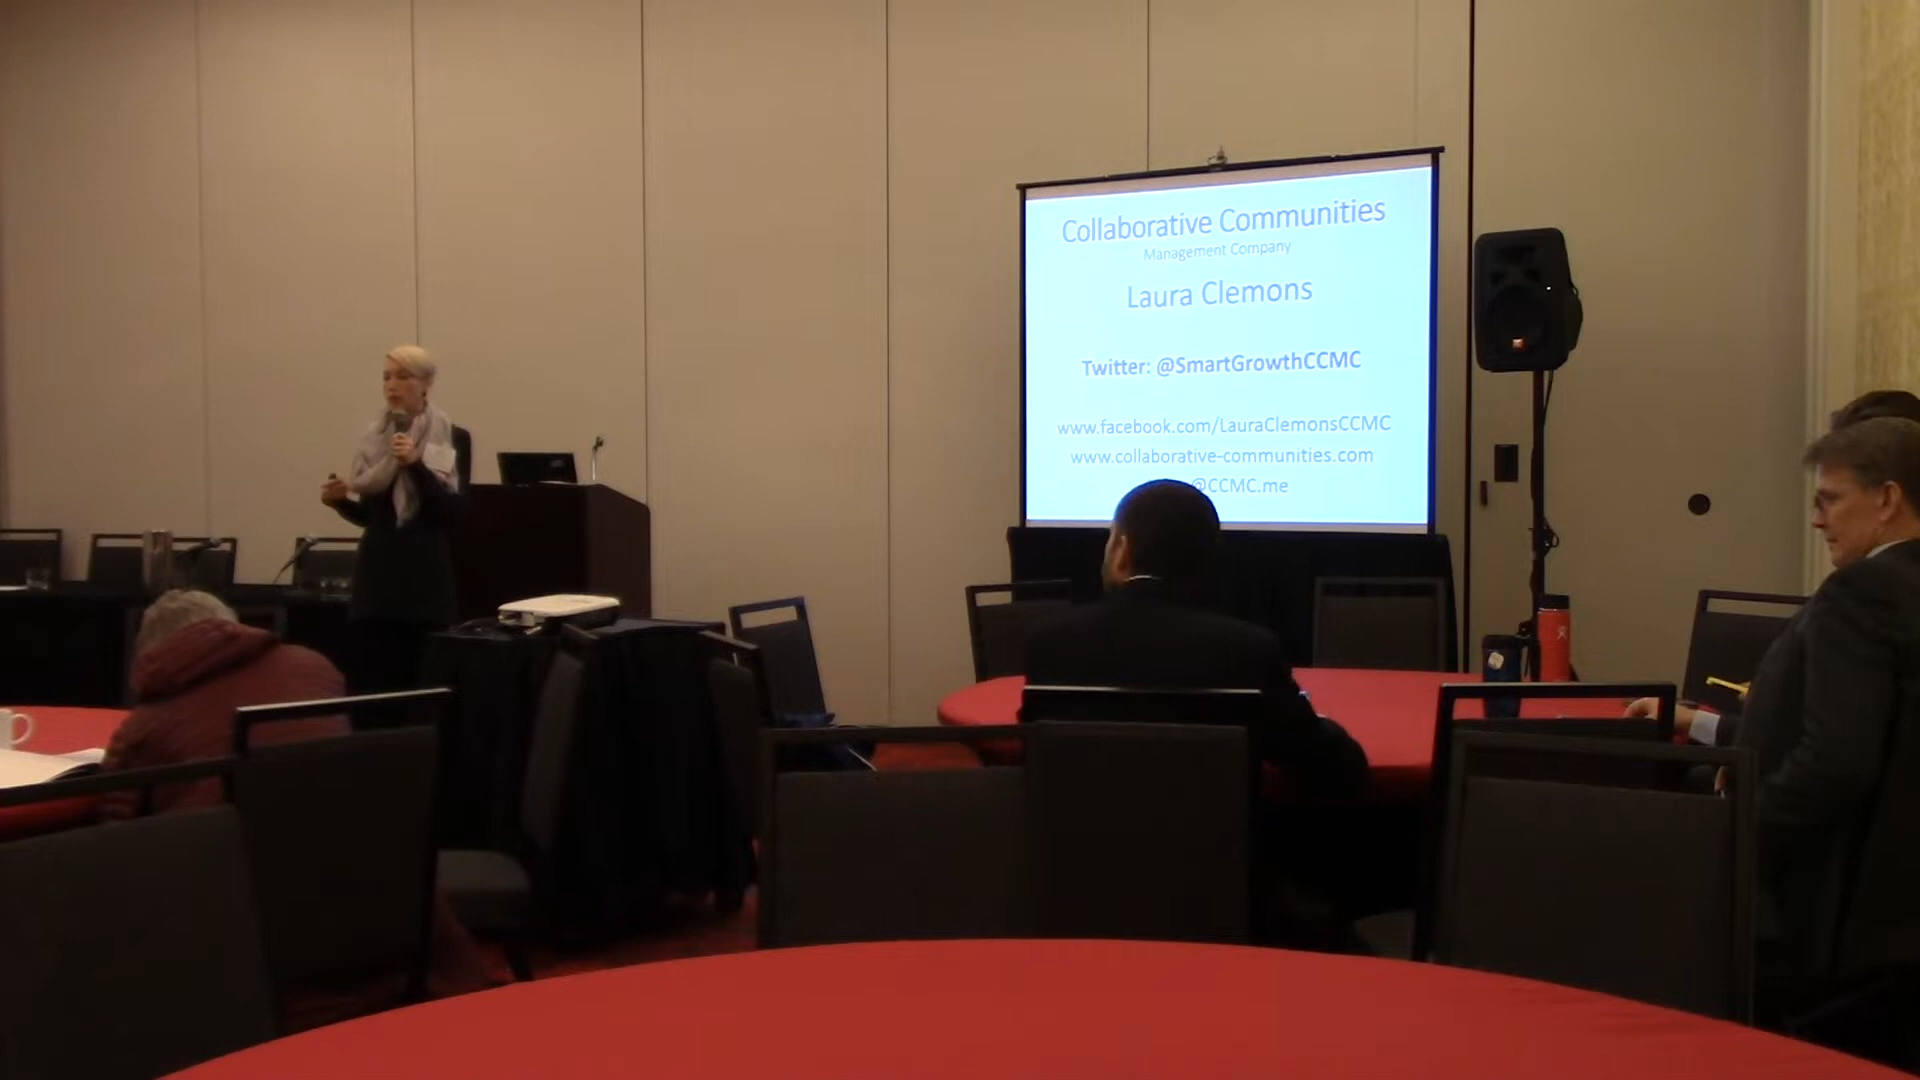 Collaborative Communities
Management Company
Laura Clemons
Twitter: @SmartGrowthCCMC
www.facebook.com/LauraClemonsCCMC
www.collaborative-communities.com
@CCMC.me